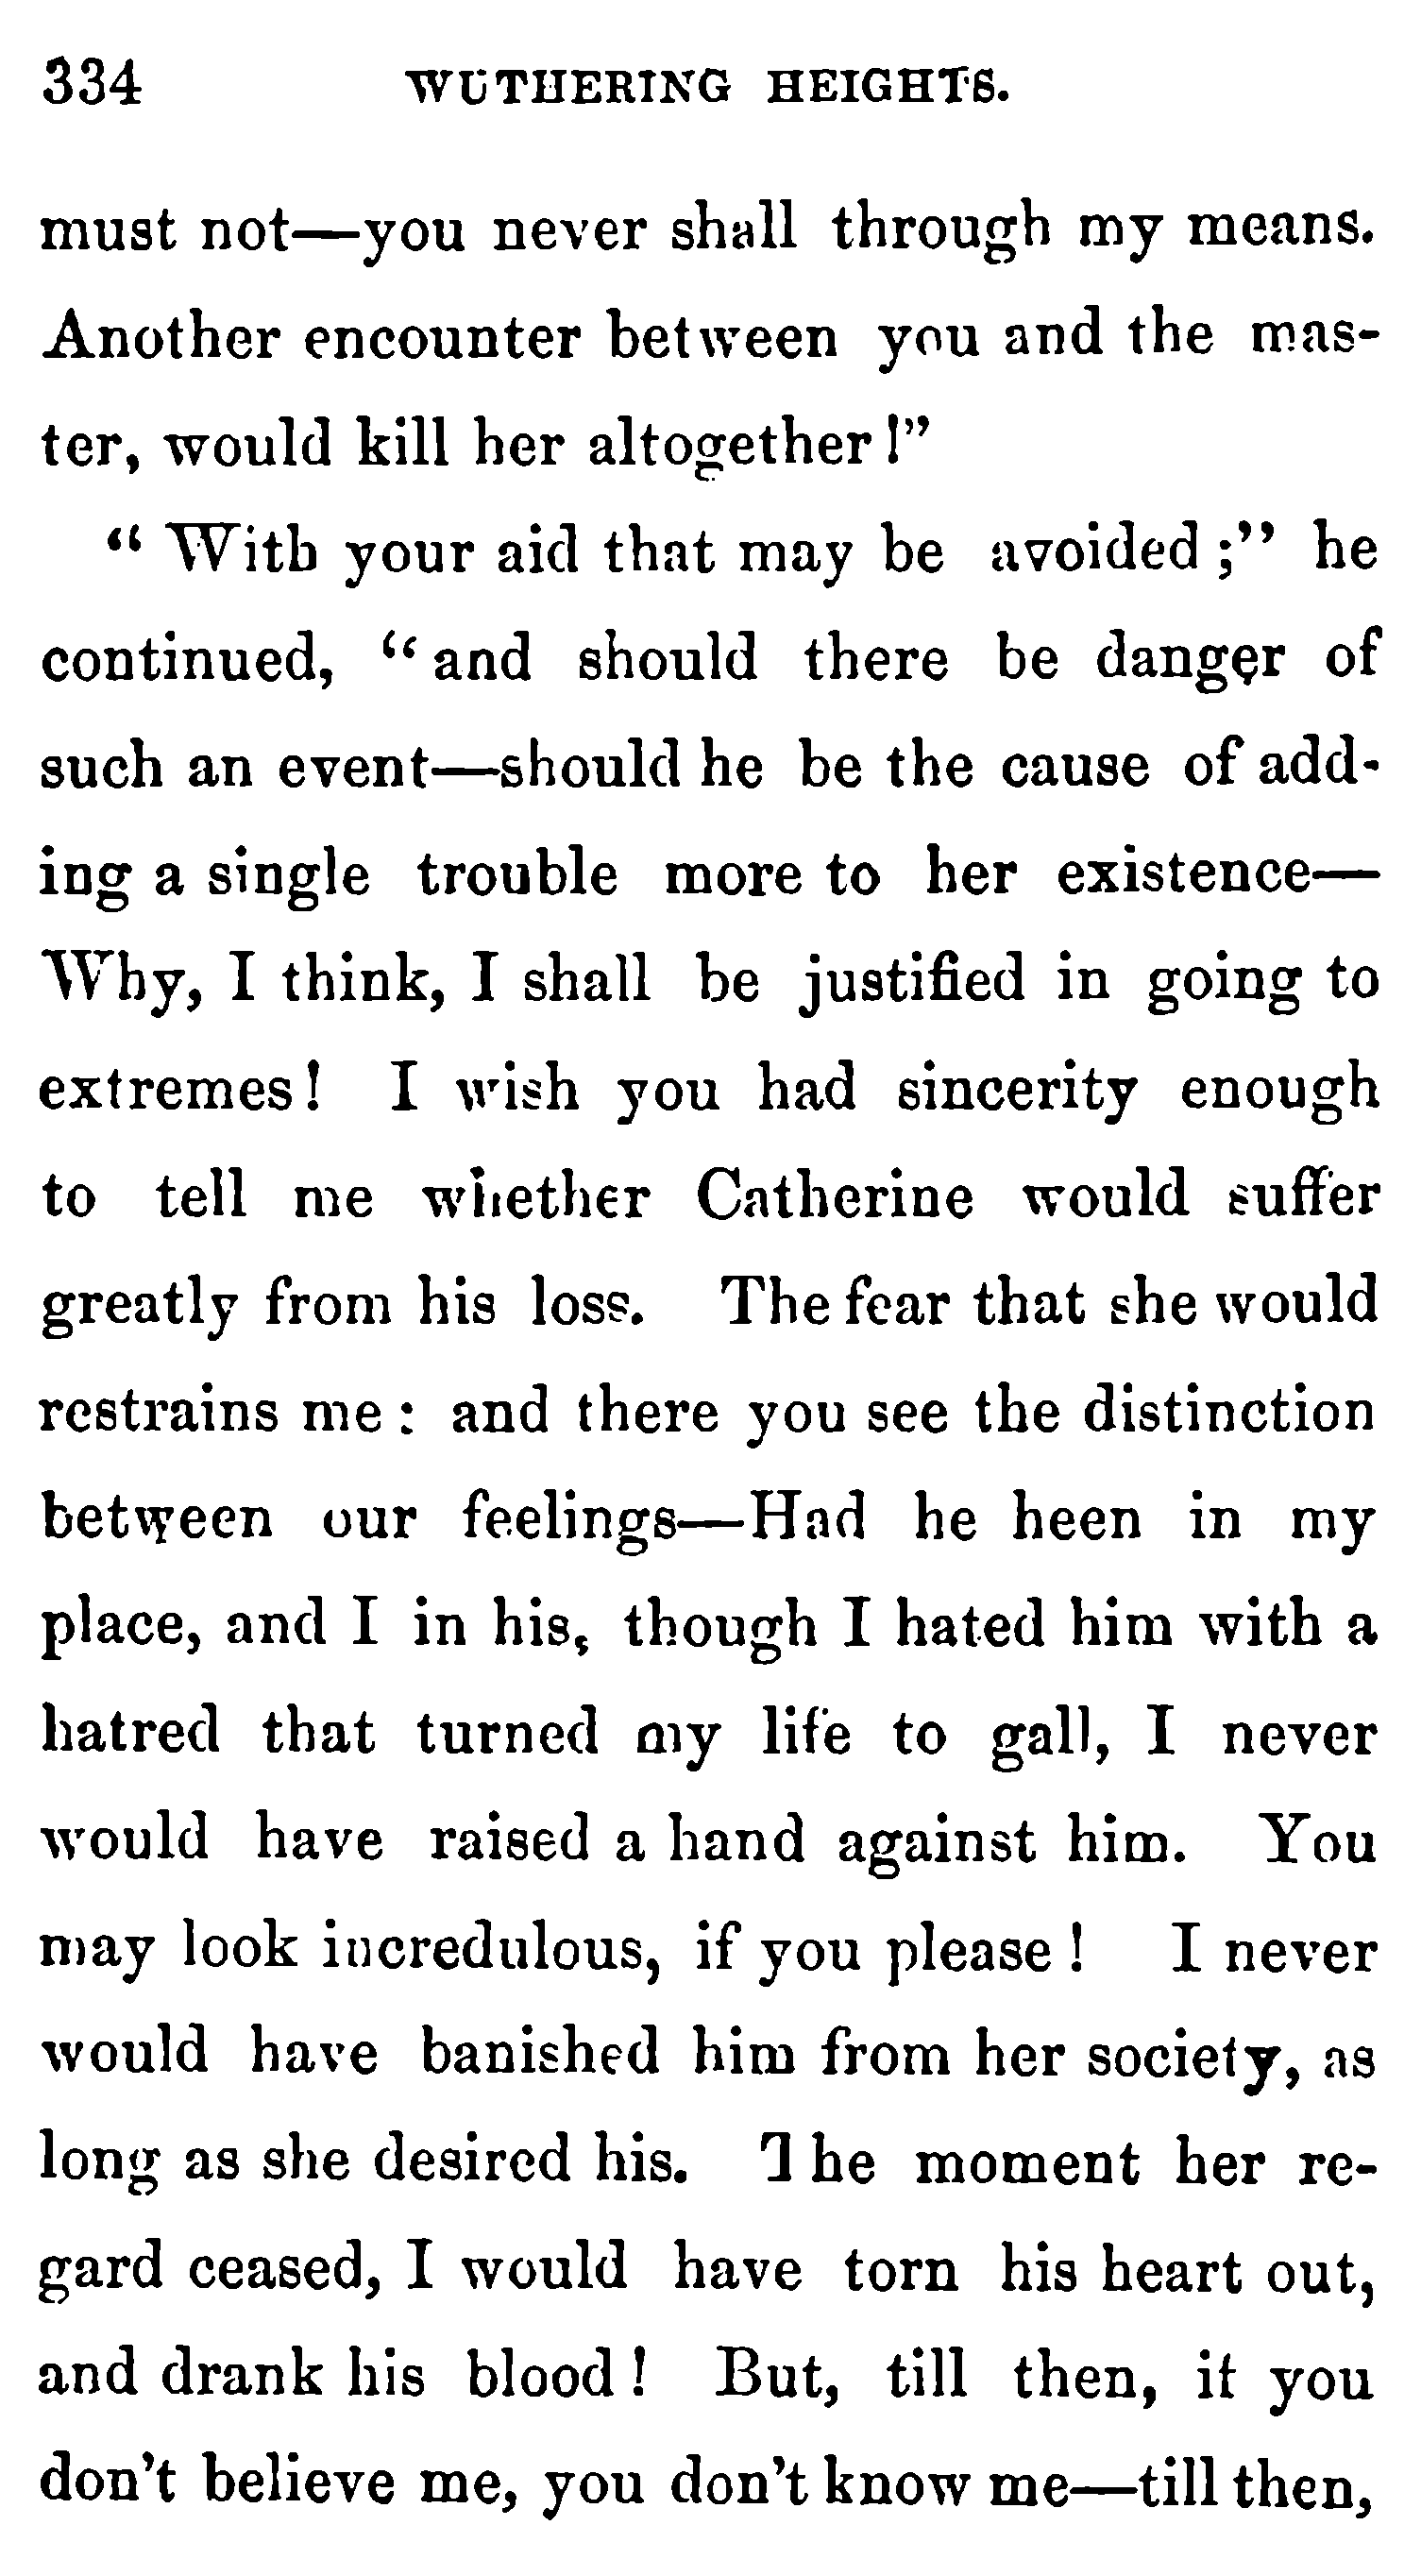 334 WUTHERING HEIGHTS.
must not—you never shall through my means.
Another encounter between you and the mas-
ter, would kill her altogether!"
"With your aid that may be avoided;" he
continued, "and should there be danger of
such an event—should he be the cause of add-
ing a single trouble more to her existence—
Why, I think, I shall be justified in going to
extremes! I wish you had sincerity enough
to tell me whether Catherine would suffer
greatly from his loss. The fear that she would
restrains me: and there you see the distinction
between our feelings—Had he heen in my
place, and I in his, though I hated him with a
hatred that turned my life to gall, I never
would have raised a hand against him. You
may look incredulous, if you please! I never
would have banished him from her society, as
long as she desired his. The moment her re-
gard ceased, I would have torn his heart out,
and drank his blood! But, till then, if you
don't believe me, you don't know me—till then,